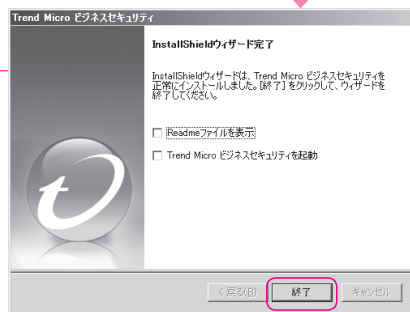 Trend Micro ビジネスセキュリティ
InstallShieldウィザード完了
InstallShieldウィザードは、Trend Micro ビジネスセキュリティを
正常にインストールしました。[終了] をクリックして、ウィザードを
終了してください。
Readmeファイルを表示
Trend Micro ビジネスセキュリティを起動
< 戻る(B)
終了
キャンセル